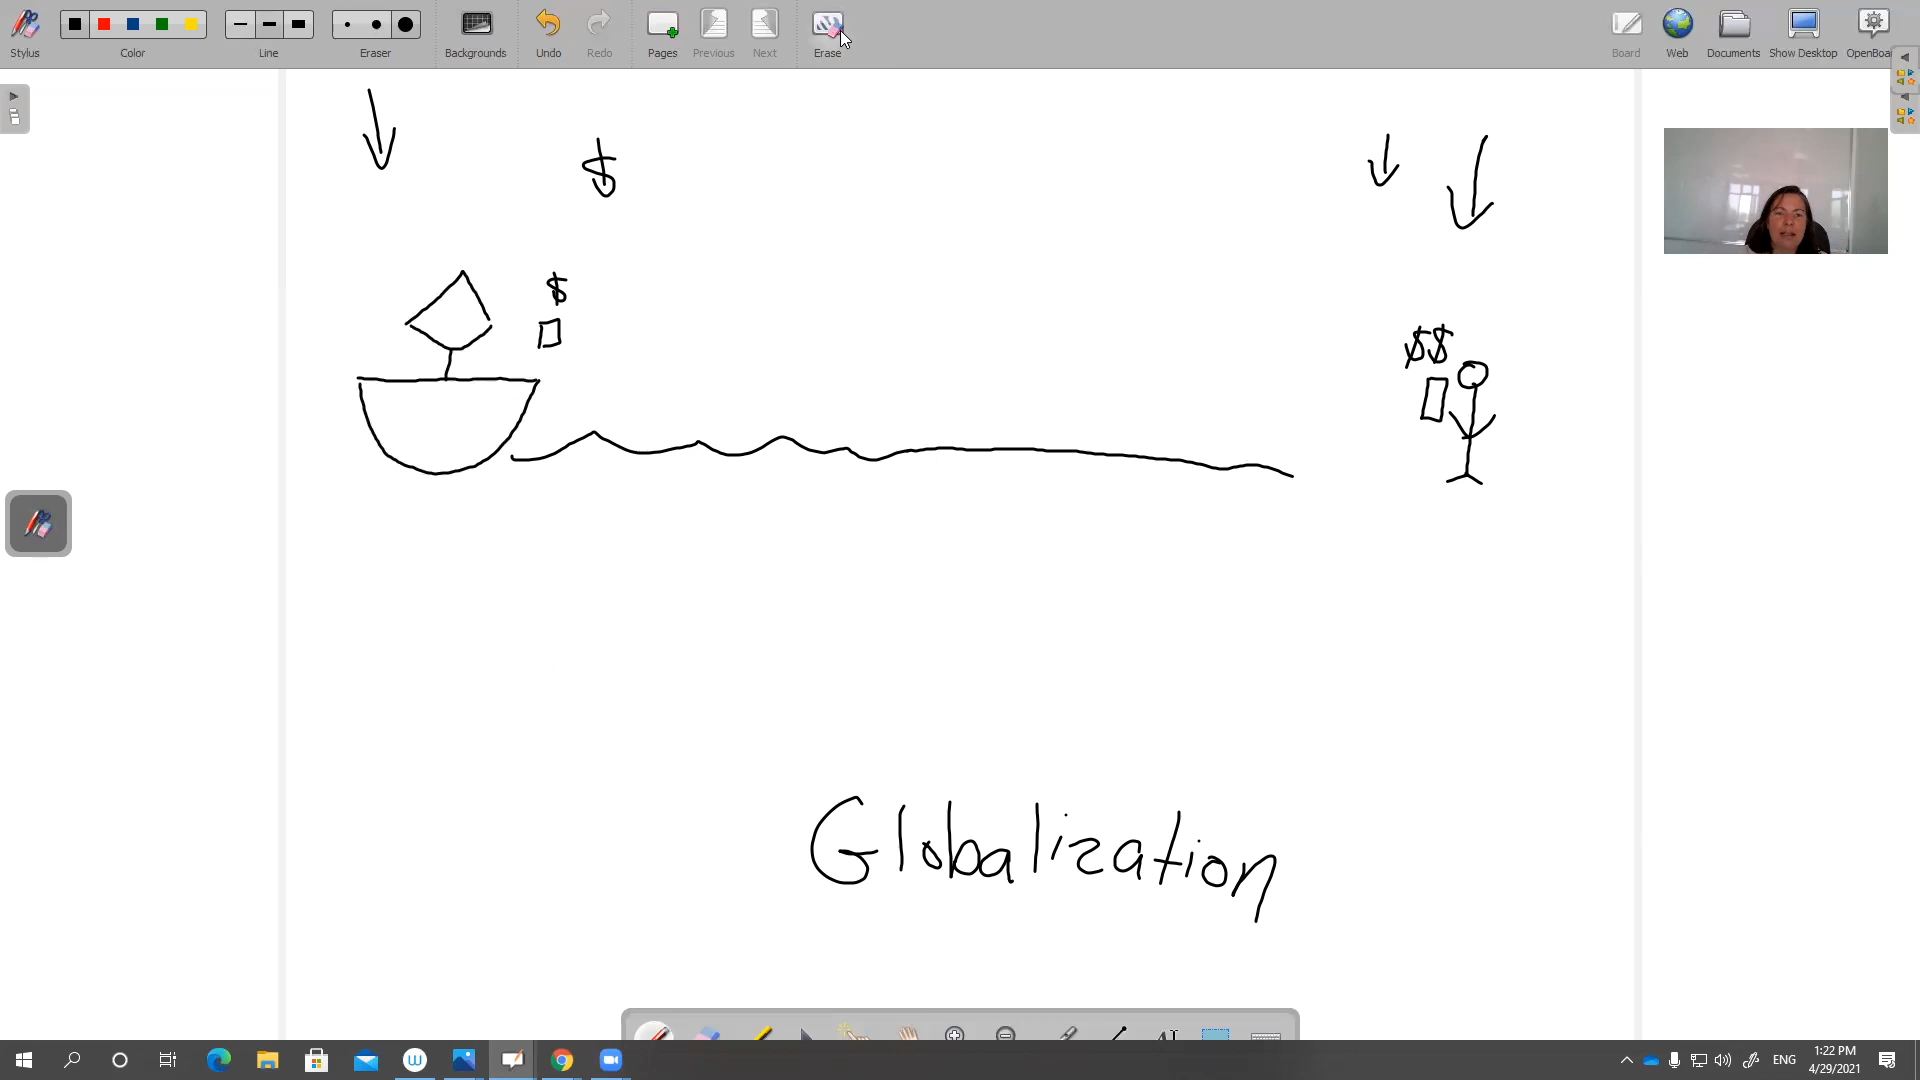 Stylus Color Line Eraser Backgrounds Undo Redo Pages Previous Next Erase Board Web Documents Show Desktop OpenBoa
$
$
$$
Globalization
ENG
1:22 PM
4/29/2021